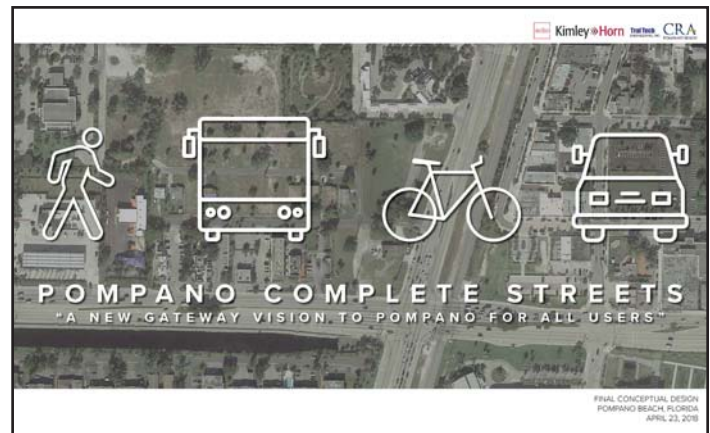 Kimley»Horn CRA
POMPANO COMPLETE STREETS
"A NEW GATEWAY VISION TO POMPANO FOR ALL USERS"
FINAL CONCEPTUAL DESIGN
POMPANO BEACH, FLORIDA
APRIL 23, 2018